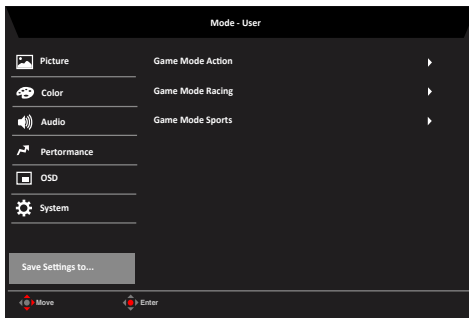 Mode - User
Picture
Game Mode Action
Color
Game Mode Racing
Audio
Game Mode Sports
Pertormance
OSD
System
Save Settings to...
Move
Enter